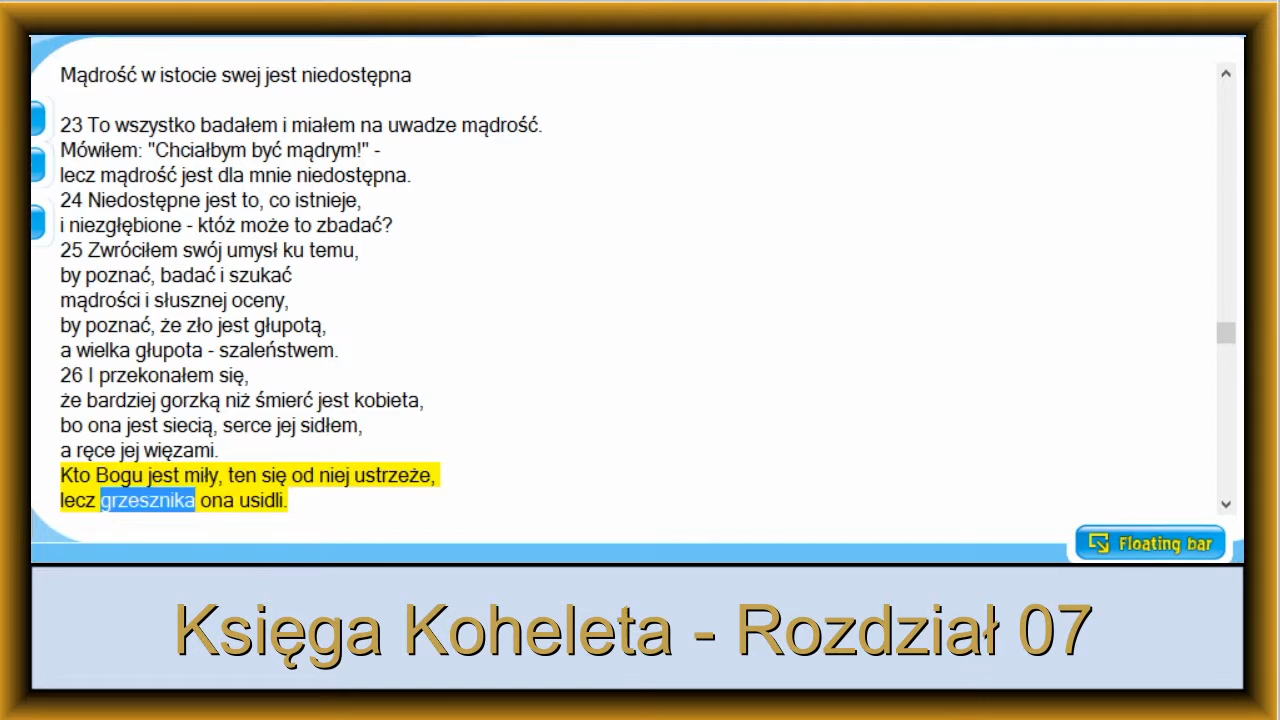 Mądrość w istocie swej jest niedostępna
23 To wszystko badałem i miałem na uwadze mądrość.
Mówiłem: "Chciałbym być mądrym!" -
lecz mądrość jest dla mnie niedostępna.
24 Niedostępne jest to, co istnieje,
i niezgłębione - któż może to zbadać?
25 Zwróciłem swój umysł ku temu,
by poznać, badać i szukać
mądrości i słusznej oceny,
by poznać, że zło jest głupotą,
a wielka głupota - szaleństwem.
26 I przekonałem się,
że bardziej gorzką niż śmierć jest kobieta,
bo ona jest siecią, serce jej sidłem,
a ręce jej więzami.
Kto Bogu jest miły, ten się od niej ustrzeże,
lecz grzesznika ona usidli.
Floating bar
Księga Koheleta - Rozdział 07